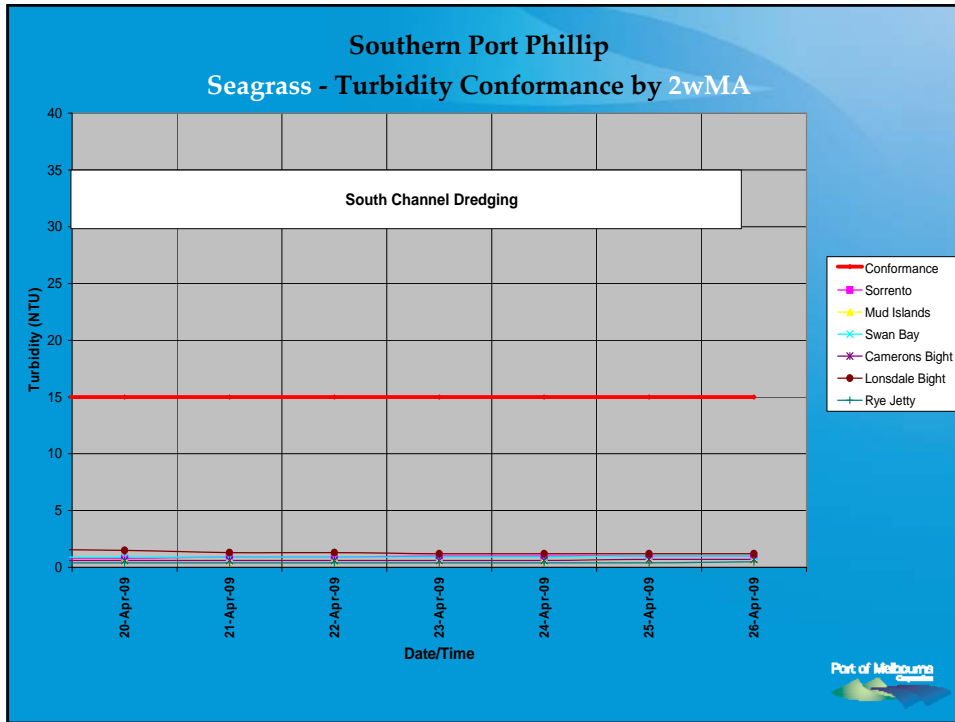 Southern Port Phillip
Seagrass - Turbidity Conformance by 2wMA
40
35
30
25
20
15
10
5
0
Turbidity (NTU)
South Channel Dredging
20-Apr-09
21-Apr-09
22-Apr-09
23-Apr-09
24-Apr-09
25-Apr-09
26-Apr-09
Date/Time
Conformance
Sorrento
Mud Islands
Swan Bay
Camerons Bight
Lonsdale Bight
Rye Jetty
Port of Melbourne
Corporation